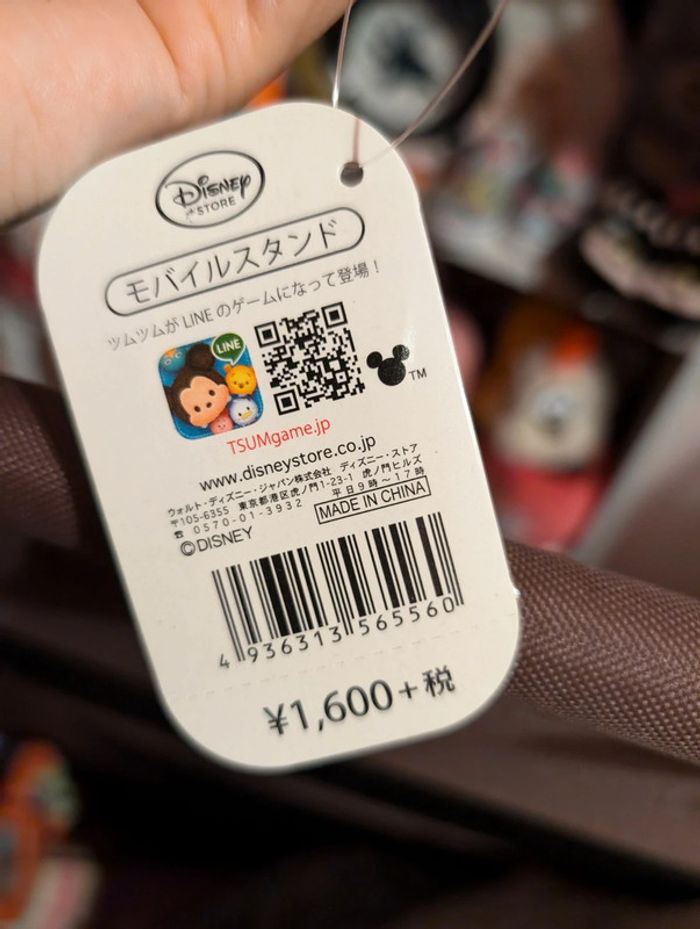 Disney
STORE
モバイルスタンド
ツムツムがLINEのゲームになって登場！
LINE
TM
TSUMgame.jp
www.disneystore.co.jp
ウォルト・ディズニー・ジャパン株式会社 ディズニー・ストア
〒105-6355 東京都港区虎ノ門1-23-1 虎ノ門ヒルズ
☎ 0570-01-3932 平日9時～17時
©DISNEY
MADE IN CHINA
4 936313 565560
¥1,600+税